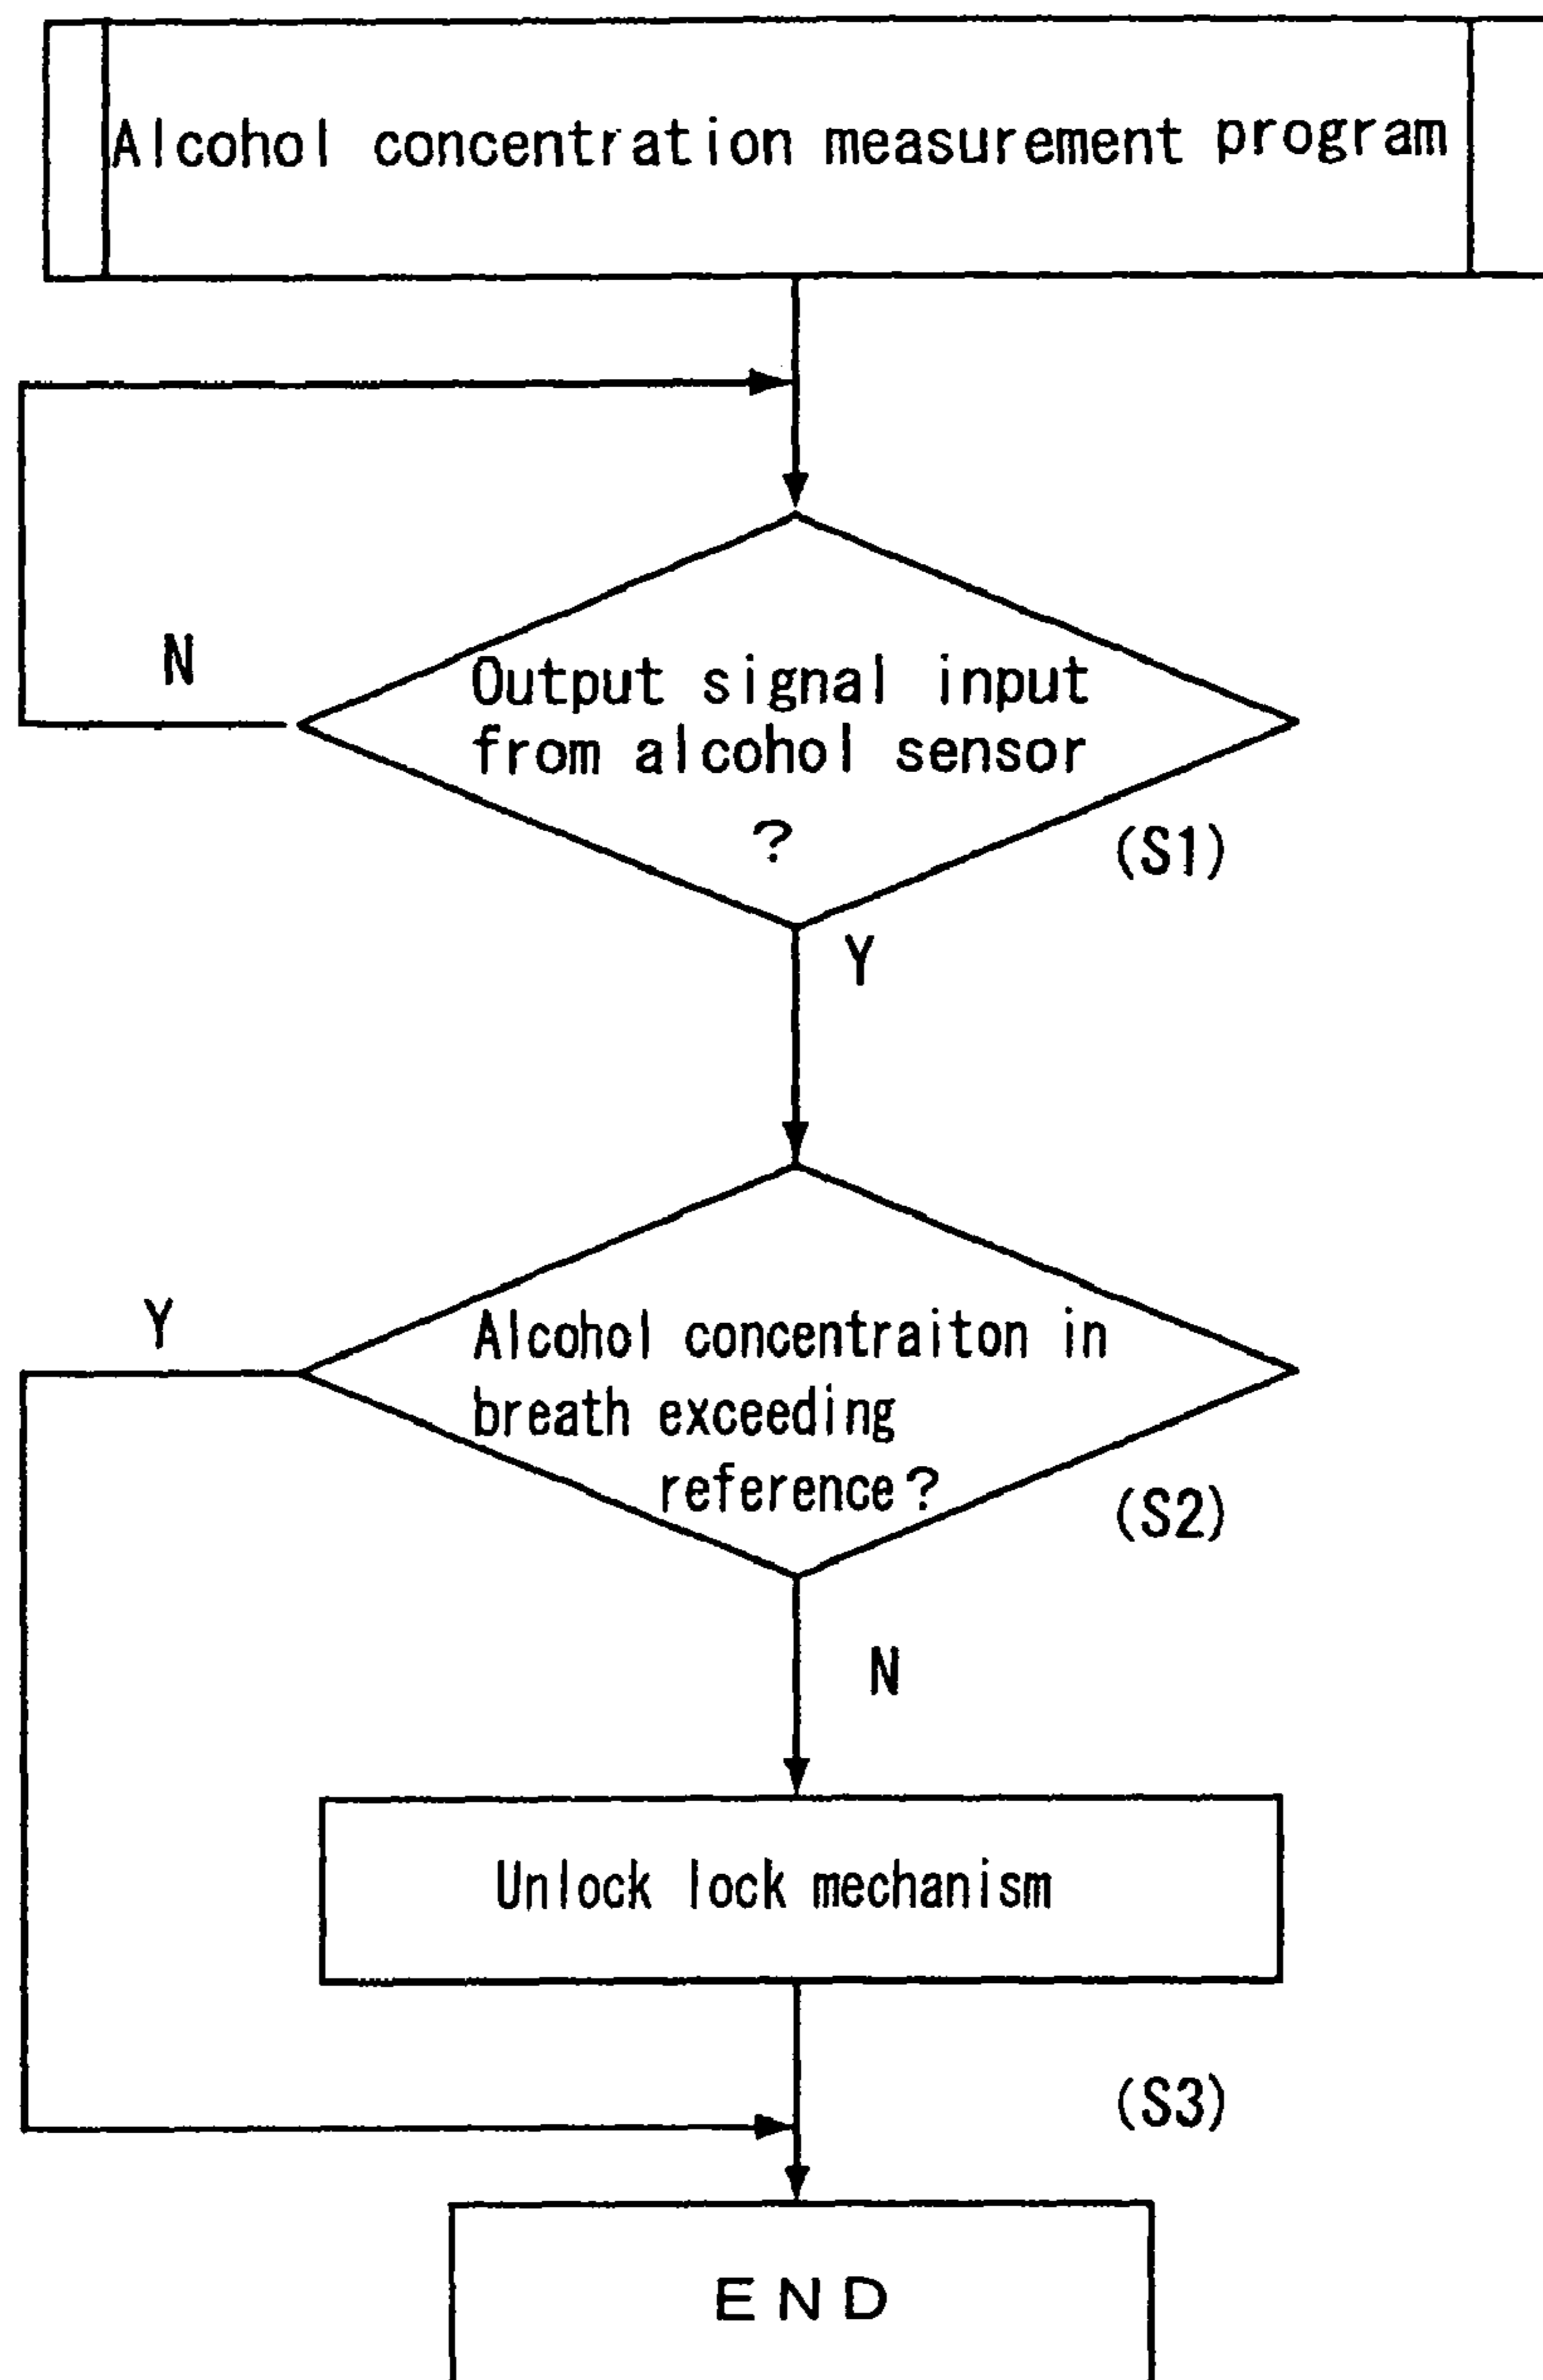 Alcohol concentration measurement program
N
Output signal input
from alcohol sensor
?
(S1)
Y
Y
Alcohol concentraiton in
breath exceeding
reference?
(S2)
N
Unlock lock mechanism
(S3)
END